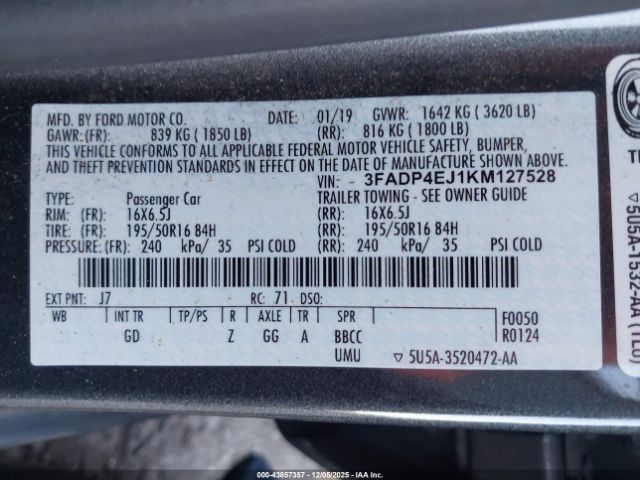 MFD. BY FORD MOTOR CO. DATE: 01/19 GVWR: 1642 KG ( 3620 LB)
GAWR: (FR) 839 KG ( 1850 LB) (RR): 816 KG ( 1800 LB)
THIS VEHICLE CONFORMS TO ALL APPLICABLE FEDERAL MOTOR VEHICLE SAFETY, BUMPER,
AND THEFT PREVENTION STANDARDS IN EFFECT ON THE DATE OF MANUFACTURE SHOWN ABOVE.
VIN: - 3FADP4EJ1KM127528
TYPE: Passenger Car TRAILER TOWING - SEE OWNER GUIDE
RIM: (FR): 16X6.5J (RR): 16X6.5J
TIRE: (FR): 195/50R16 84H (RR): 195/50R16 84H
PRESSURE: (FR): 240 kPa/ 35 PSI COLD (RR): 240 kPa/ 35 PSI COLD
EXT PNT: J7 RC: 71 DSO:
WB INT TR TP/PS R AXLE TR SPR F0050
GD Z GG A BBCC R0124
UMU ▽ 5U5A-3520472-AA
▽5U5A-1532-AA (
000-43857357 - 12/05/2025 - COPART